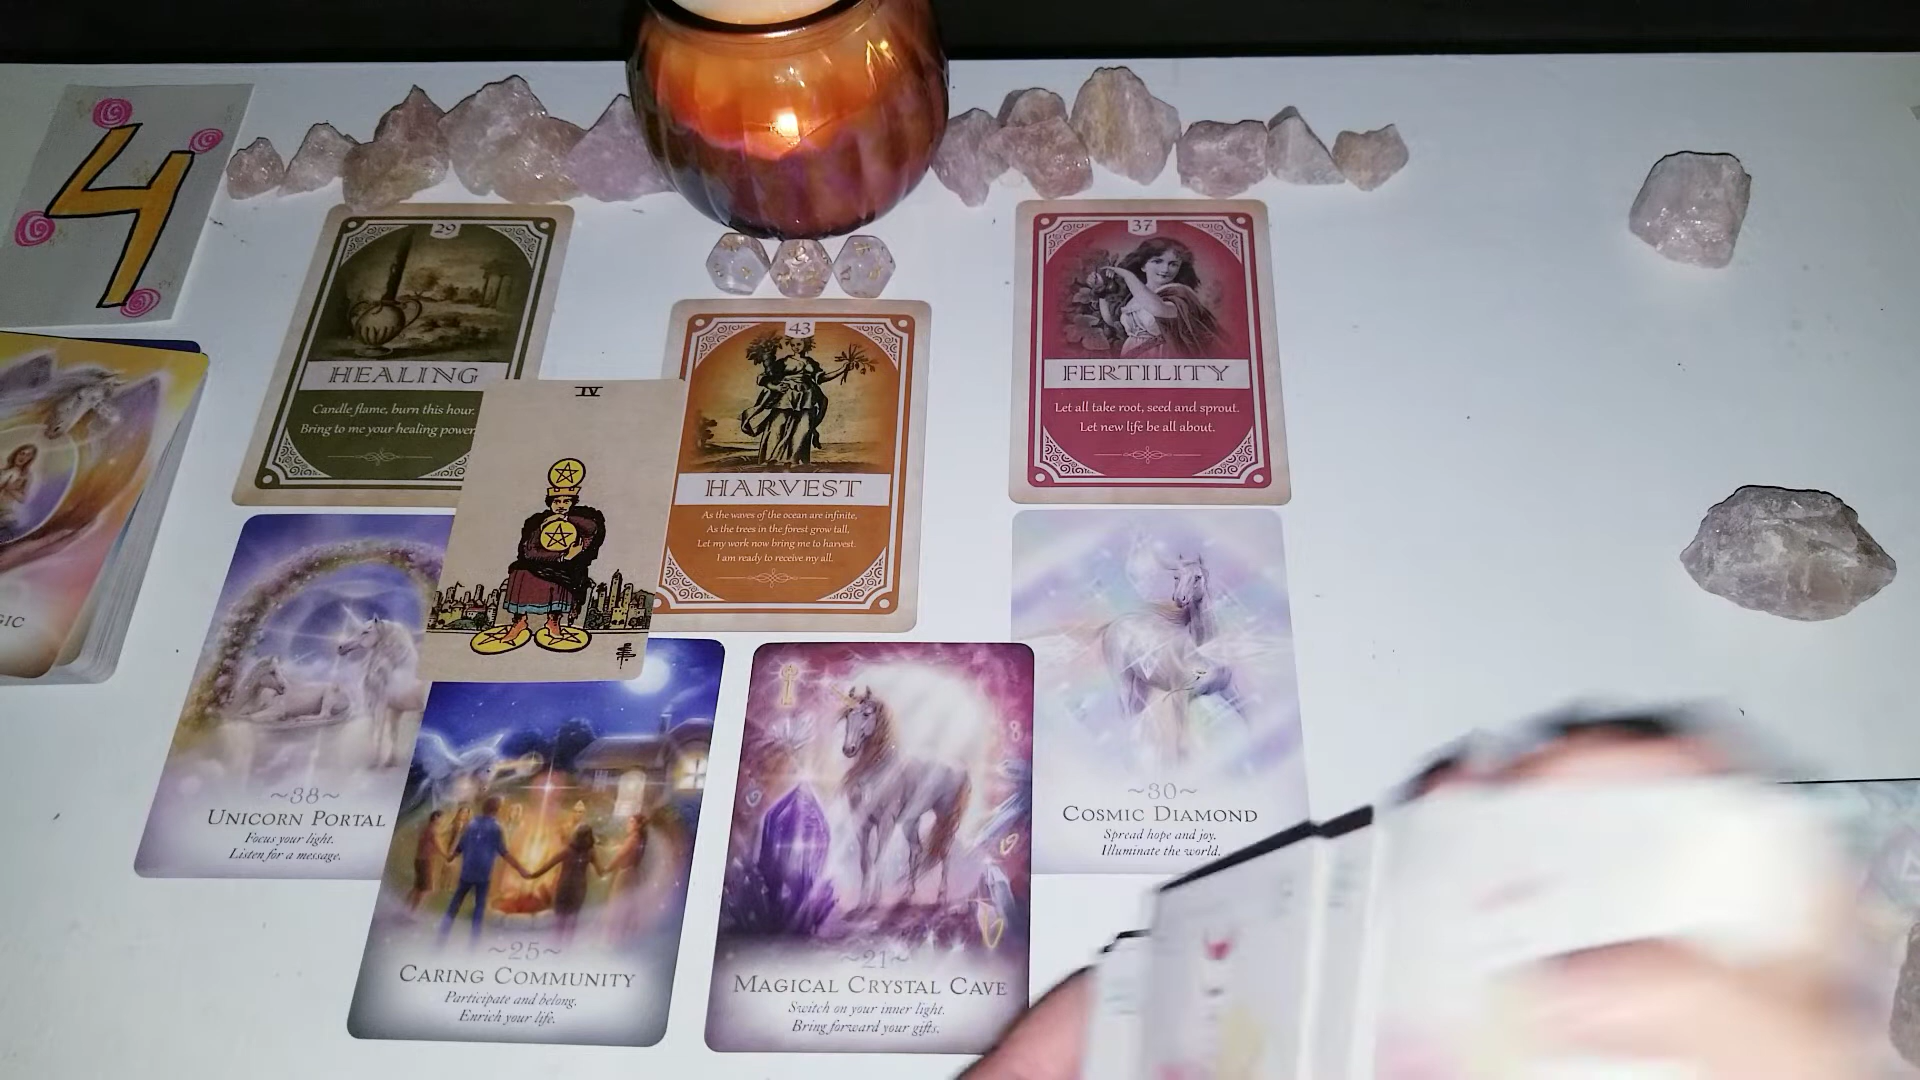 4
29
HEALING
Candle flame, burn this hour.
Bring to me your healing power.
43
HARVEST
As the waves of the ocean are infinite,
As the trees in the forest grow tall,
Let my work now bring me to harvest.
I am ready to receive my all.
37
FERTILITY
Let all take root, seed and sprout.
Let new life be all about.
IV
GIC
~38~
UNICORN PORTAL
Focus your light.
Listen for a message.
~25~
CARING COMMUNITY
Participate and belong.
Enrich your life.
~21~
MAGICAL CRYSTAL CAVE
Switch on your inner light.
Bring forward your gifts.
~30~
COSMIC DIAMOND
Spread hope and joy.
Illuminate the world.